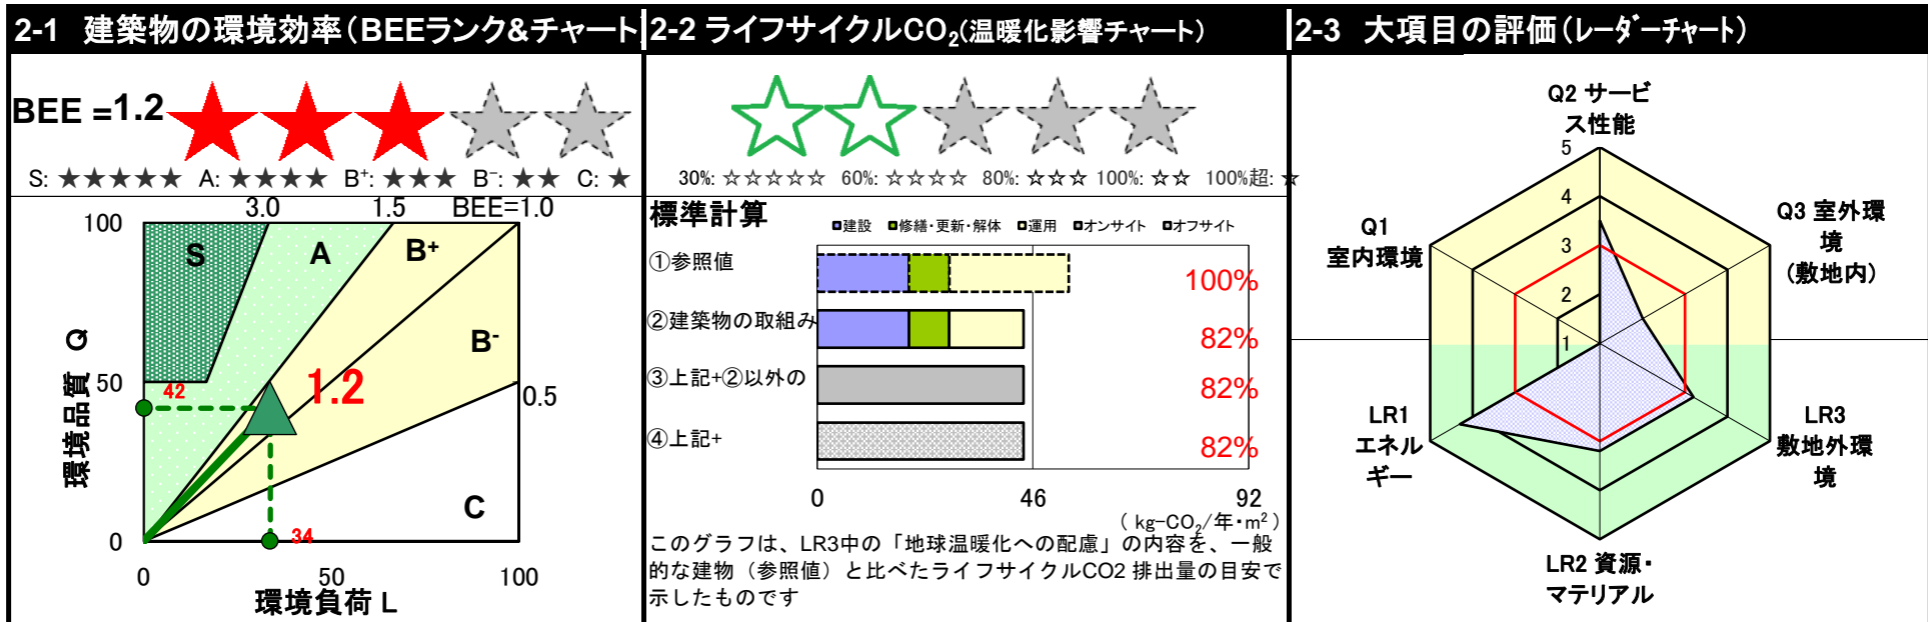 2-1 建築物の環境効率(BEEランク&チャート)
BEE =1.2
S: ★★★★★ A: ★★★★ B+: ★★★ B-: ★★ C: ★
3.0 1.5 BEE=1.0
100
50
0
環境品質 Q
S
A
B+
B-
C
42
1.2
0.5
34
0 50 100
環境負荷 L
2-2 ライフサイクルCO2(温暖化影響チャート)
30%: ☆☆☆☆☆ 60%: ☆☆☆☆ 80%: ☆☆☆ 100%: ☆☆ 100%超: ☆
標準計算
■建設 ■修繕・更新・解体 ■運用 ■オンサイト ■オフサイト
①参照値 100%
②建築物の取組み 82%
③上記+②以外の 82%
④上記+ 82%
0 46 92
( kg-CO2/年・m2 )
このグラフは、LR3中の「地球温暖化への配慮」の内容を、一般
的な建物(参照値)と比べたライフサイクルCO2 排出量の目安で
示したものです
2-3 大項目の評価(レーダーチャート)
Q2 サービ
ス性能
Q1
室内環境
Q3 室外環
境
(敷地内)
5
4
3
2
1
LR1
エネル
ギー
LR3
敷地外環
境
LR2 資源・
マテリアル